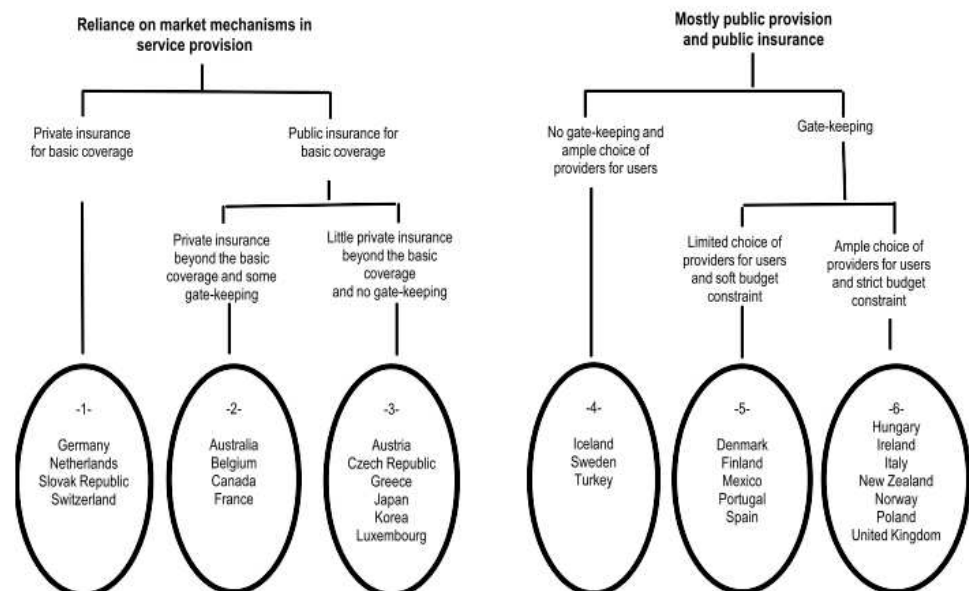 Reliance on market mechanisms in
service provision
Mostly public provision
and public insurance
Private insurance
for basic coverage
Public insurance for
basic coverage
No gate-keeping and
ample choice of
providers for users
Gate-keeping
Private insurance
beyond the basic
coverage and some
gate-keeping
Little private insurance
beyond the basic
coverage
and no gate-keeping
Limited choice of
providers for users
and soft budget
constraint
Ample choice of
providers for users
and strict budget
constraint
-1-
Germany
Netherlands
Slovak Republic
Switzerland
-2-
Australia
Belgium
Canada
France
-3-
Austria
Czech Republic
Greece
Japan
Korea
Luxembourg
-4-
Iceland
Sweden
Turkey
-5-
Denmark
Finland
Mexico
Portugal
Spain
-6-
Hungary
Ireland
Italy
New Zealand
Norway
Poland
United Kingdom